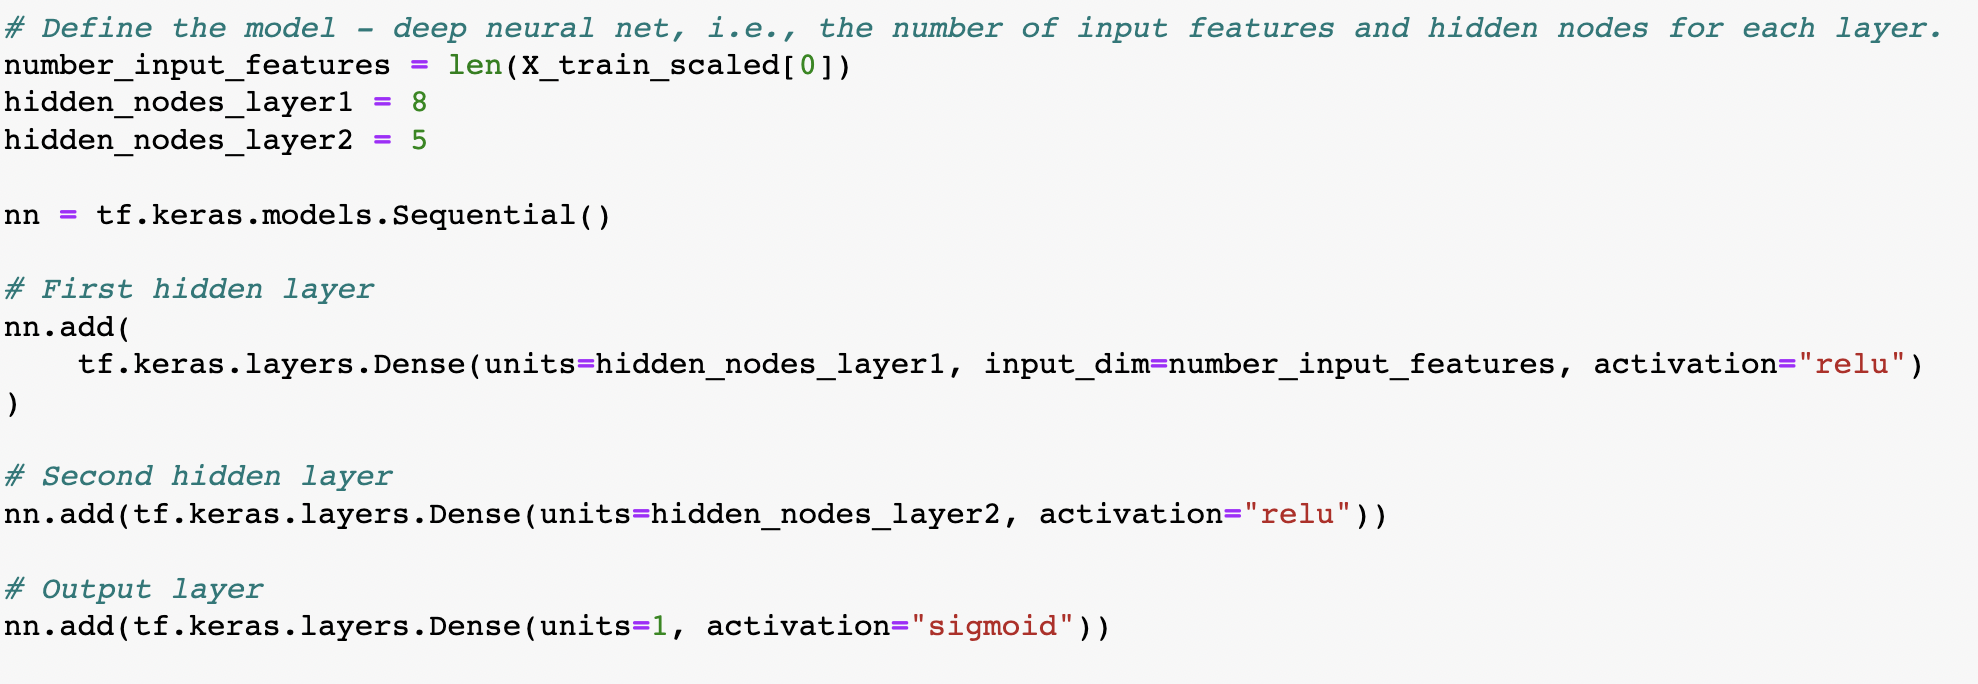 # Define the model – deep neural net, i.e., the number of input features and hidden nodes for each layer.
number_input_features = len(X_train_scaled[0])
hidden_nodes_layer1 = 8
hidden_nodes_layer2 = 5

nn = tf.keras.models.Sequential()

# First hidden layer
nn.add(
    tf.keras.layers.Dense(units=hidden_nodes_layer1, input_dim=number_input_features, activation="relu")
)

# Second hidden layer
nn.add(tf.keras.layers.Dense(units=hidden_nodes_layer2, activation="relu"))

# Output layer
nn.add(tf.keras.layers.Dense(units=1, activation="sigmoid"))